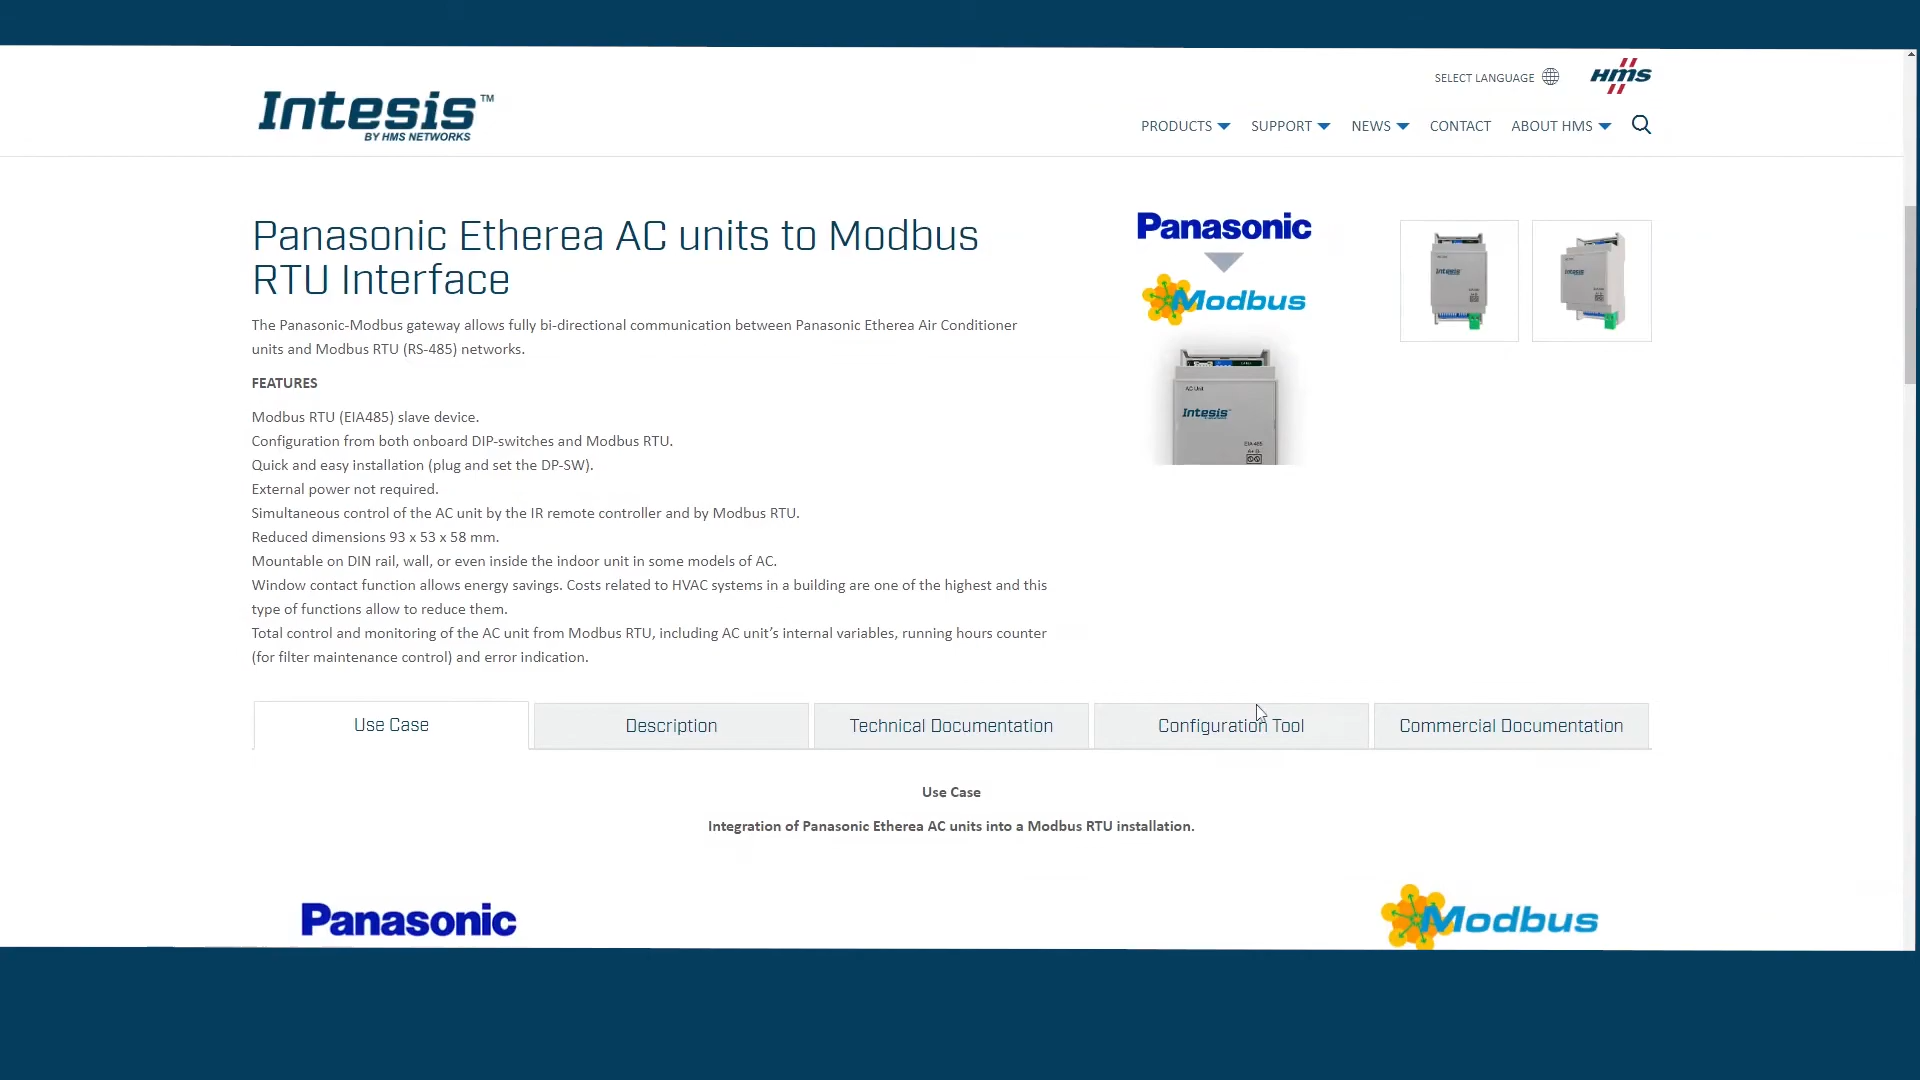 SELECT LANGUAGE
HMS
Intesis™
BY HMS NETWORKS
PRODUCTS
SUPPORT
NEWS
CONTACT
ABOUT HMS
Panasonic Etherea AC units to Modbus
RTU Interface
The Panasonic-Modbus gateway allows fully bi-directional communication between Panasonic Etherea Air Conditioner
units and Modbus RTU (RS-485) networks.
FEATURES
Modbus RTU (EIA485) slave device.
Configuration from both onboard DIP-switches and Modbus RTU.
Quick and easy installation (plug and set the DP-SW).
External power not required.
Simultaneous control of the AC unit by the IR remote controller and by Modbus RTU.
Reduced dimensions 93 x 53 x 58 mm.
Mountable on DIN rail, wall, or even inside the indoor unit in some models of AC.
Window contact function allows energy savings. Costs related to HVAC systems in a building are one of the highest and this
type of functions allow to reduce them.
Total control and monitoring of the AC unit from Modbus RTU, including AC unit’s internal variables, running hours counter
(for filter maintenance control) and error indication.
Panasonic
Modbus
AC Unit
Intesis
EIA-485
Intesis
Intesis
Use Case
Description
Technical Documentation
Configuration Tool
Commercial Documentation
Use Case
Integration of Panasonic Etherea AC units into a Modbus RTU installation.
Panasonic
Modbus